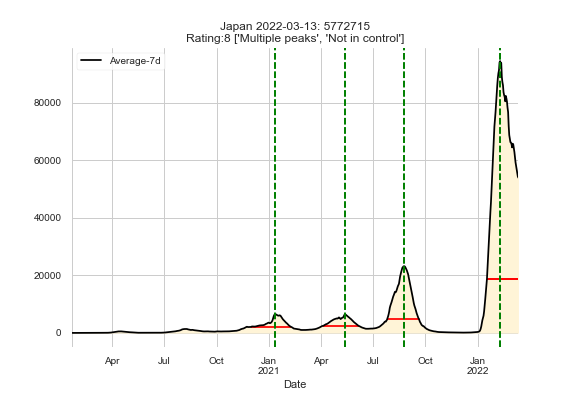 Japan 2022-03-13: 5772715
Rating:8 ['Multiple peaks', 'Not in control']
Average-7d
80000
60000
40000
20000
0
Apr Jul Oct Jan Apr Jul Oct Jan
2021 2022
Date